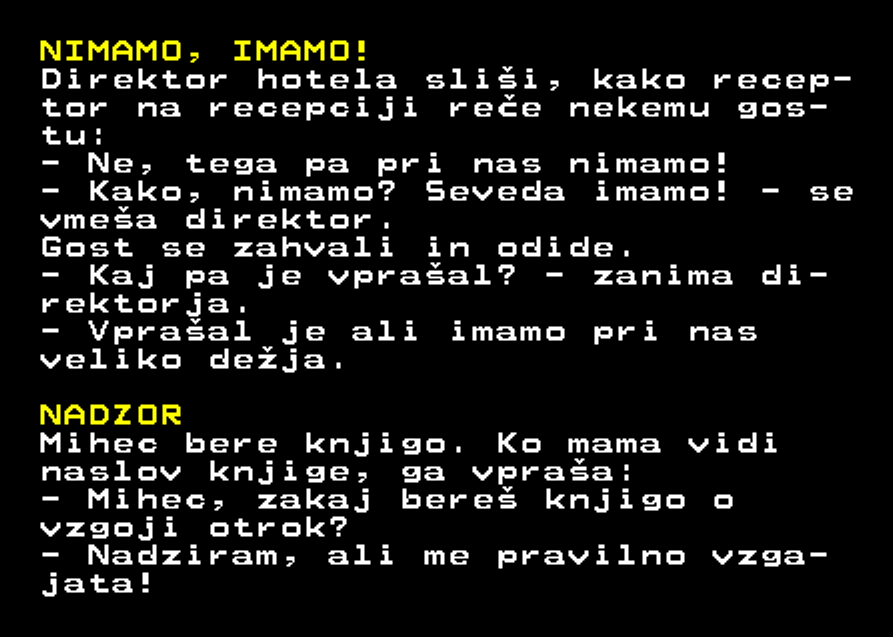 NIMAMO, IMAMO!
Direktor hotela sliši, kako recep-
tor na recepciji reče nekemu gos-
tu:
- Ne, tega pa pri nas nimamo!
- Kako, nimamo? Seveda imamo! - se
vmeša direktor.
Gost se zahvali in odide.
- Kaj pa je vprašal? - zanima di-
rektorja.
- Vprašal je ali imamo pri nas
veliko dežja.
NADZOR
Mihec bere knjigo. Ko mama vidi
naslov knjige, ga vpraša:
- Mihec, zakaj bereš knjigo o
vzgoji otrok?
- Nadziram, ali me pravilno vzga-
jata!